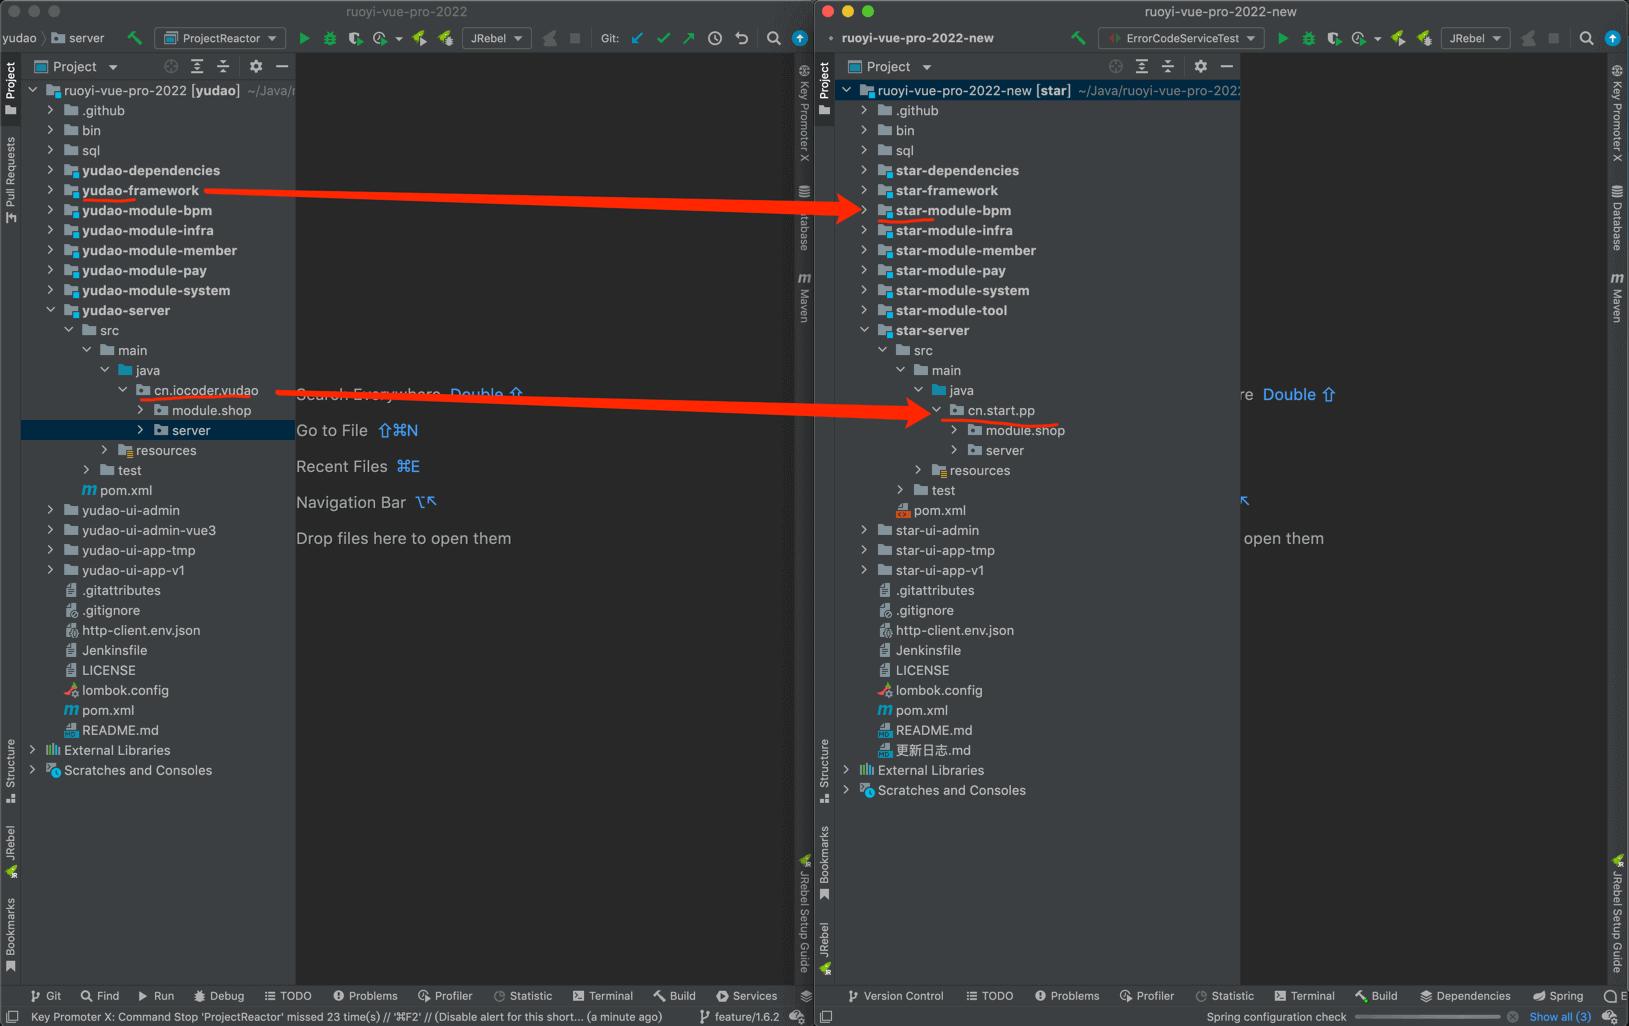 ruoyi-vue-pro-2022
yudao
server
ProjectReactor
JRebel
Git:
Project
ruoyi-vue-pro-2022 [yudao] ~/Java/r
.github
bin
sql
yudao-dependencies
yudao-framework
yudao-module-bpm
yudao-module-infra
yudao-module-member
yudao-module-pay
yudao-module-system
yudao-server
src
main
java
cn.iocoder.yudao
module.shop
server
resources
test
pom.xml
yudao-ui-admin
yudao-ui-admin-vue3
yudao-ui-app-tmp
yudao-ui-app-v1
.gitattributes
.gitignore
http-client.env.json
Jenkinsfile
LICENSE
lombok.config
pom.xml
README.md
External Libraries
Scratches and Consoles
Project
Pull Requests
Structure
JRebel
Bookmarks
Search Everywhere Double ⇧
Go to File ⇧⌘N
Recent Files ⌘E
Navigation Bar ⌥↖
Drop files here to open them
Key Promoter X
Maven
JRebel Setup Guide
Git
Find
Run
Debug
TODO
Problems
Profiler
Statistic
Terminal
Build
Services
Key Promoter X: Command Stop 'ProjectReactor' missed 23 time(s) // '⌘F2' // (Disable alert for this short... (a minute ago)
feature/1.6.2
ruoyi-vue-pro-2022-new
ruoyi-vue-pro-2022-new
ErrorCodeServiceTest
JRebel
Project
ruoyi-vue-pro-2022-new [star] ~/Java/ruoyi-vue-pro-202
.github
bin
sql
star-dependencies
star-framework
star-module-bpm
star-module-infra
star-module-member
star-module-pay
star-module-system
star-module-tool
star-server
src
main
java
cn.start.pp
module.shop
server
resources
test
pom.xml
star-ui-admin
star-ui-app-tmp
star-ui-app-v1
.gitattributes
.gitignore
http-client.env.json
Jenkinsfile
LICENSE
lombok.config
pom.xml
README.md
更新日志.md
External Libraries
Scratches and Consoles
Project
Structure
Bookmarks
JRebel
re Double ⇧
↖
open them
Key Promoter X
Database
Maven
JRebel Setup Guide
Version Control
TODO
Problems
Profiler
Statistic
Terminal
Build
Dependencies
Spring
E
Spring configuration check
Show all (3)